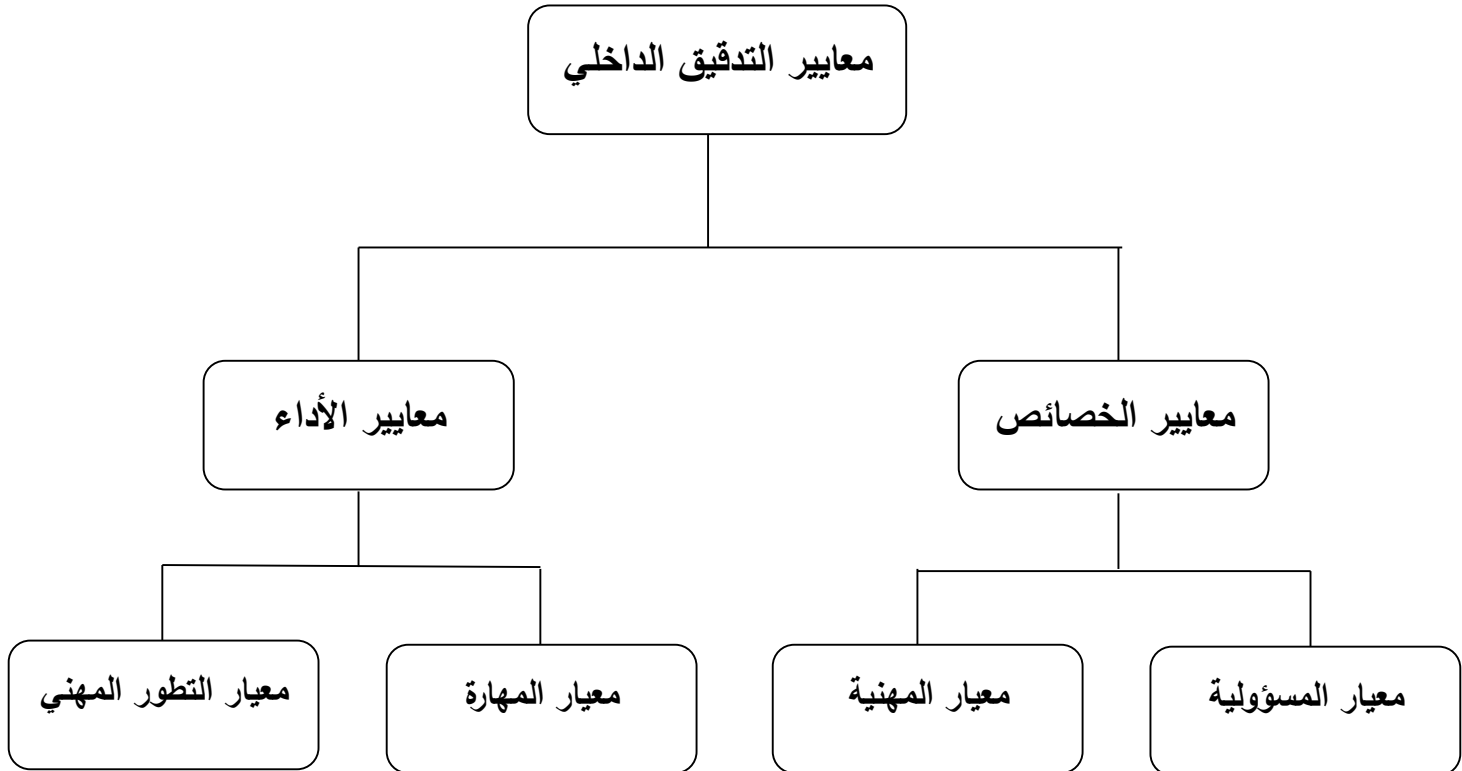 معايير التدقيق الداخلي
معايير الخصائص
معايير الأداء
معيار المسؤولية
معيار المهنية
معيار المهارة
معيار التطور المهني